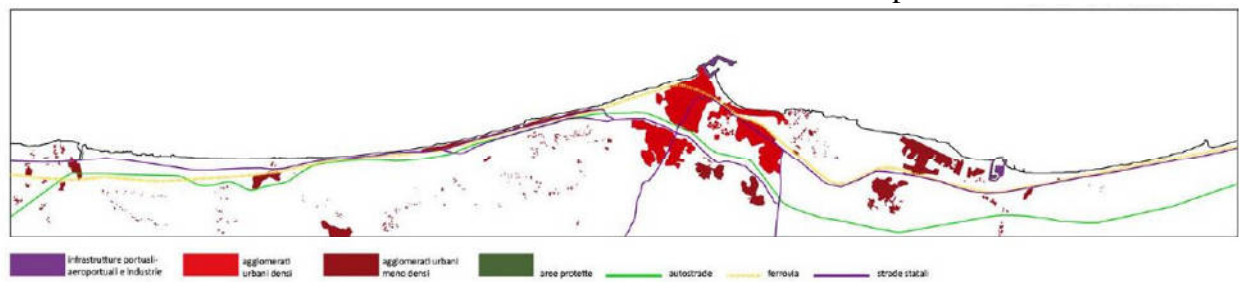 infrastrutture portuali-
aeroportuali e industrie
agglomerati
urbani densi
agglomerati urbani
meno densi
aree protette
autostrade
ferrovia
strade statali